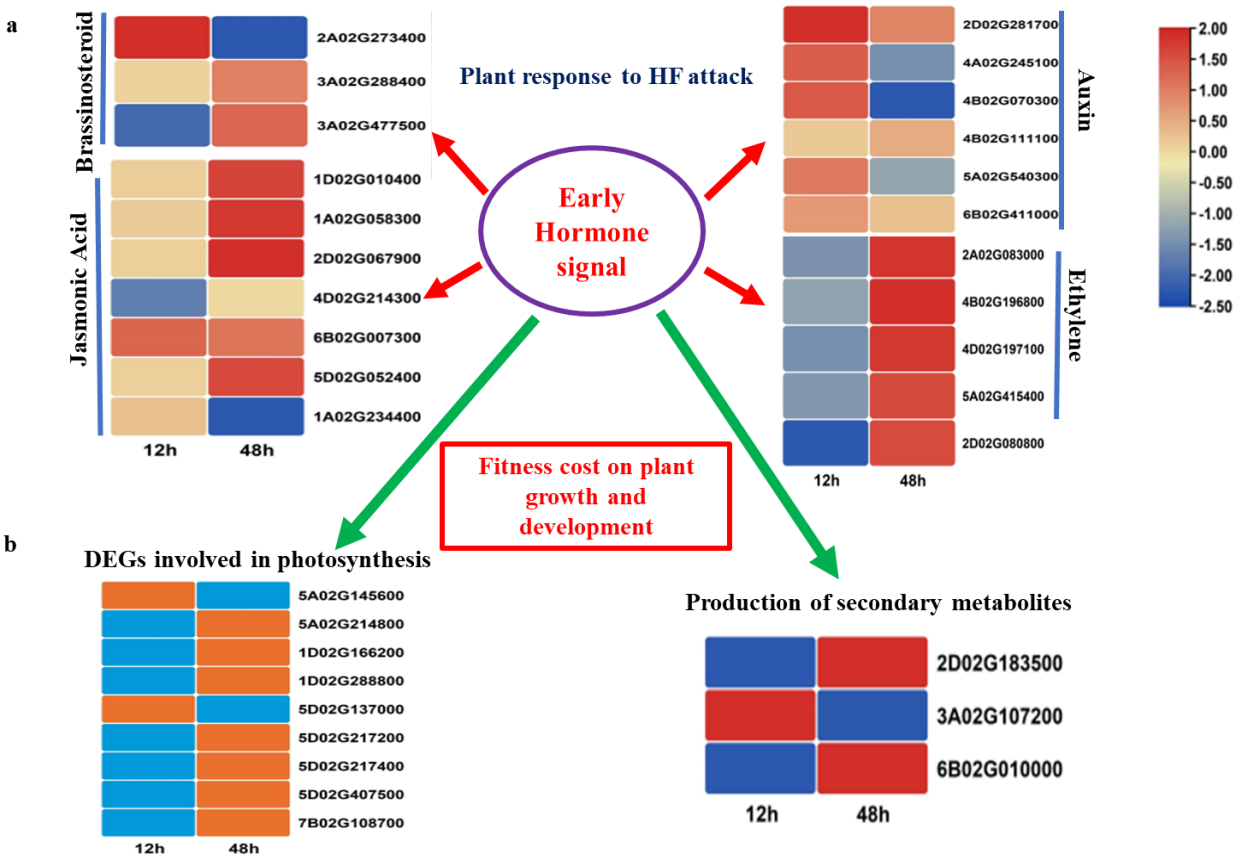 a
Brassinosteroid
2A02G273400
3A02G288400
3A02G477500
Jasmonic Acid
1D02G010400
1A02G058300
2D02G067900
4D02G214300
6B02G007300
5D02G052400
1A02G234400
12h 48h
Plant response to HF attack
Early
Hormone
signal
2D02G281700
4A02G245100
4B02G070300
4B02G111100
5A02G540300
6B02G411000
Auxin
2A02G083000
4B02G196800
4D02G197100
5A02G415400
2D02G080800
Ethylene
12h 48h
2.00
1.50
1.00
0.50
0.00
-0.50
-1.00
-1.50
-2.00
-2.50
Fitness cost on plant
growth and
development
b
DEGs involved in photosynthesis
5A02G145600
5A02G214800
1D02G166200
1D02G288800
5D02G137000
5D02G217200
5D02G217400
5D02G407500
7B02G108700
12h 48h
Production of secondary metabolites
2D02G183500
3A02G107200
6B02G010000
12h 48h